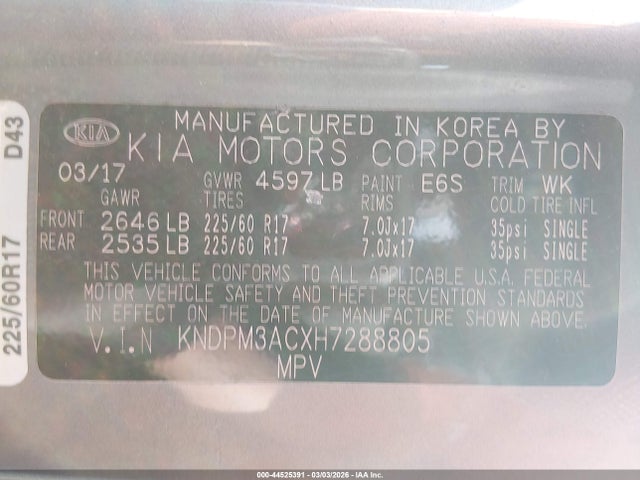 D43
225/60R17
KIA
MANUFACTURED IN KOREA BY
KIA MOTORS CORPORATION
03/17 GVWR 4597 LB PAINT E6S TRIM WK
GAWR TIRES RIMS COLD TIRE INFL
FRONT 2646 LB 225/60 R17 7.0Jx17 35psi SINGLE
REAR 2535 LB 225/60 R17 7.0Jx17 35psi SINGLE
THIS VEHICLE CONFORMS TO ALL APPLICABLE U.S.A. FEDERAL
MOTOR VEHICLE SAFETY AND THEFT PREVENTION STANDARDS
IN EFFECT ON THE DATE OF MANUFACTURE SHOWN ABOVE.
V.I.N KNDPM3ACXH7288805
MPV
000-44525391 - 03/03/2026 - IAA Inc.